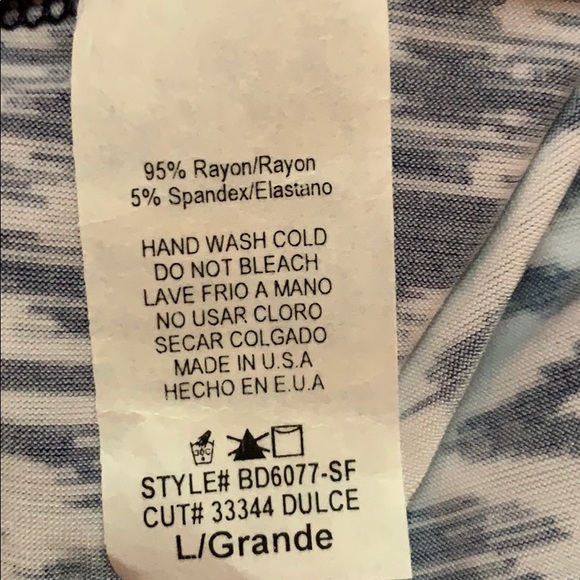 95% Rayon/Rayon
5% Spandex/Elastano
HAND WASH COLD
DO NOT BLEACH
LAVE FRIO A MANO
NO USAR CLORO
SECAR COLGADO
MADE IN U.S.A
HECHO EN E.U.A
30C
STYLE# BD6077-SF
CUT# 33344 DULCE
L/Grande